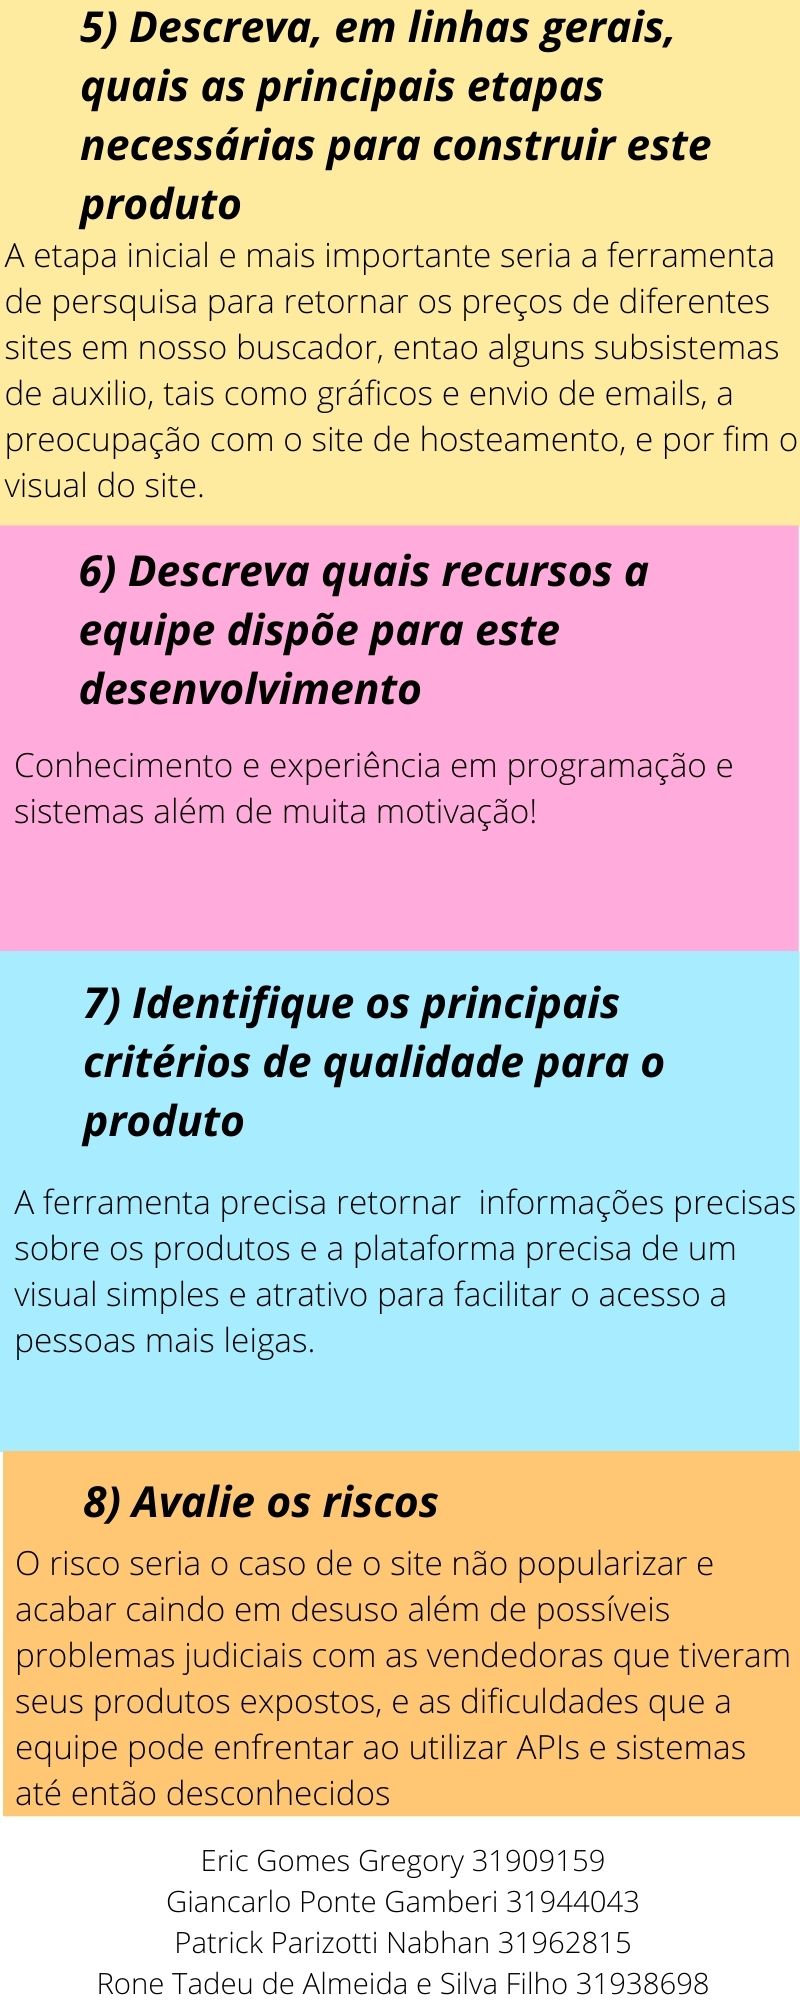 5) Descreva, em linhas gerais,
quais as principais etapas
necessárias para construir este
produto
A etapa inicial e mais importante seria a ferramenta
de persquisa para retornar os preços de diferentes
sites em nosso buscador, entao alguns subsistemas
de auxilio, tais como gráficos e envio de emails, a
preocupação com o site de hosteamento, e por fim o
visual do site.
6) Descreva quais recursos a
equipe dispõe para este
desenvolvimento
Conhecimento e experiência em programação e
sistemas além de muita motivação!
7) Identifique os principais
critérios de qualidade para o
produto
A ferramenta precisa retornar  informações precisas
sobre os produtos e a plataforma precisa de um
visual simples e atrativo para facilitar o acesso a
pessoas mais leigas.
8) Avalie os riscos
O risco seria o caso de o site não popularizar e
acabar caindo em desuso além de possíveis
problemas judiciais com as vendedoras que tiveram
seus produtos expostos, e as dificuldades que a
equipe pode enfrentar ao utilizar APIs e sistemas
até então desconhecidos
Eric Gomes Gregory 31909159
Giancarlo Ponte Gamberi 31944043
Patrick Parizotti Nabhan 31962815
Rone Tadeu de Almeida e Silva Filho 31938698